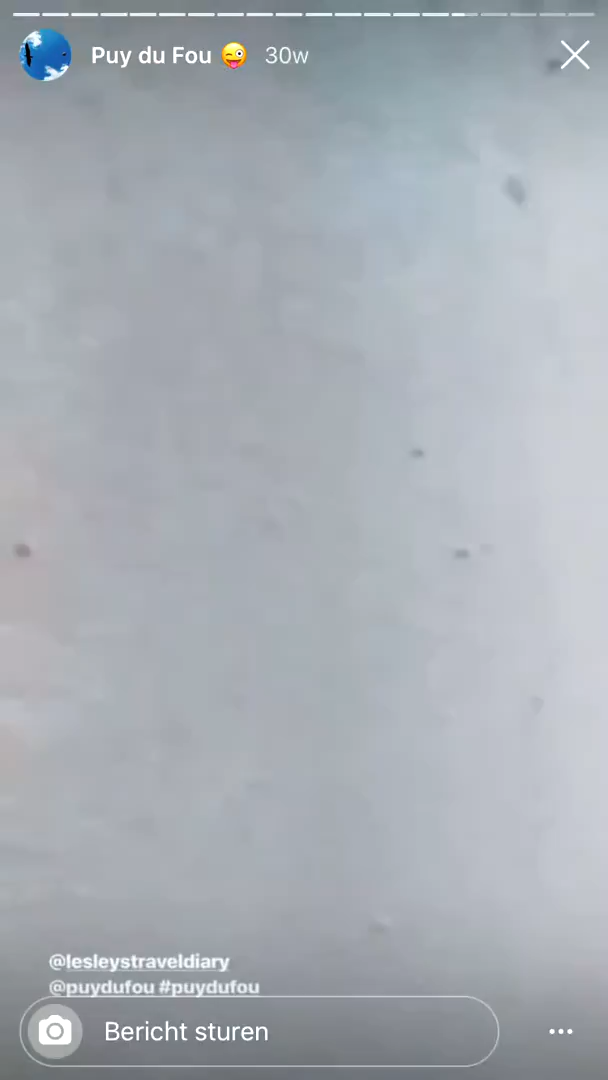 Puy du Fou 😜 30w
@lesleystraveldiary
@puydufou #puydufou
Bericht sturen